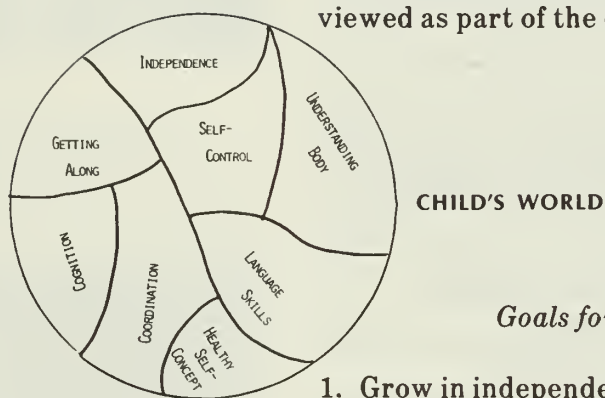 viewed as part of the
INDEPENDENCE
SELF-
CONTROL
UNDERSTANDING
BODY
GETTING
ALONG
COGNITION
COORDINATION
LANGUAGE
SKILLS
HEALTHY
SELF-
CONCEPT
CHILD'S WORLD
Goals for
1. Grow in independe